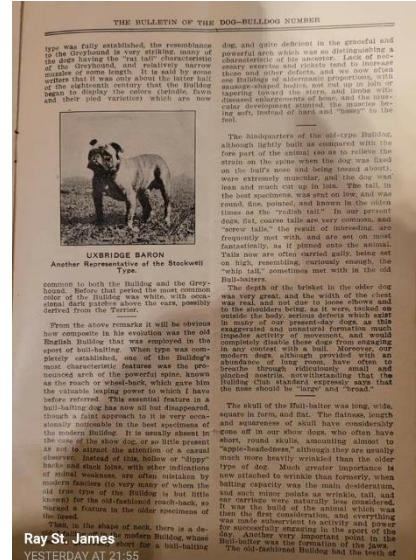 THE BULLETIN OF THE DOG—BULLDOG NUMBER
type was fully established, the resemblance
to the Greyhound is very striking, many of
the dogs having the "rat tail" characteristic
of the Greyhound, and relatively narrow
muzzles of some length. It is said by some
writers that it was only about the latter half
of the eighteenth century that the Bulldog
began to display the colors (brindle, fawn
and their pied varieties) which are now
UXBRIDGE BARON
Another Representative of the Stockwell
Type.
common to both the Bulldog and the Grey-
hound. Before that period the most common
color of the Bulldog was white, with occa-
sional dark patches above the ears, possibly
derived from the Terrier.
From the above remarks it will be obvious
how composite in his evolution was the old
English Bulldog that was employed in the
sport of bull-baiting. When type was com-
pletely established, one of the Bulldog's
most characteristic features was the pro-
nounced arch of the powerful spine, known
as the roach or wheel-back, which gave him
the valuable leaping power to which I have
before referred. This essential feature in a
bull-baiting dog has now all but disappeared,
though a faint approach to it is very occa-
sionally noticeable in the best specimens of
the modern Bulldog. It is usually absent in
the case of the show dog, or so little present
as not to attract the attention of a casual
observer. Instead of this, hollow or "dippy"
backs and slack loins, with other indications
of spinal weakness, are often mistaken by
modern fanciers (to very many of whom the
old true type of the Bulldog is but little
known) for the old-fashioned roach-back, so
marked a feature in the older specimens of
the breed.
Then, in the shape of neck, there is a de-
modern Bulldog, whose
short for a bull-baiting
dog, and quite deficient in the graceful and
powerful arch which was so distinguishing a
characteristic of his ancestor. Lack of nec-
essary exercise and rickets tend to increase
these and other defects, and we now often
see Bulldogs of aldermanic proportions, with
sausage-shaped bodies, not cut up in loin or
tapering toward the stern, and limbs with
diseased enlargements of bone, and the mus-
cular development stunted, the muscles be-
ing soft, instead of hard and "bossy" to the
feel.
The hindquarters of the old-type Bulldog,
although lightly built as compared with the
fore part of the animal (so as to relieve the
strain on the spine when the dog was fixed
on the bull's nose and being tossed about),
were extremely muscular, and the dog was
lean and much cut up in loin. The tail, in
the best specimens, was set on low, and was
round, fine, pointed, and known in the olden
times as the "radish tail." In our present
dogs, flat, coarse tails are very common, and
"screw tails," the result of inbreeding, are
frequently met with, and are set on most
fantastically, as if pinned onto the animal.
Tails now are often carried gaily, being set
on high, resembling, curiously enough, the
"whip tail," sometimes met with in the old
Bull-baiters.
The depth of the brisket in the older dog
was very great, and the width of the chest
was real, and not due to loose elbows and
to the shoulders being, as it were, tacked on
outside the body, serious defects which exist
in many of our present-day dogs, as this
exaggerated and unnatural formation much
impedes activity of movement, and would
completely disable these dogs from engaging
in any contest with a bull. Moreover, our
modern dogs, although provided with an
abundance of lung room, have often to
breathe through ridiculously small and
pinched nostrils, notwithstanding that the
Bulldog Club standard expressly says that
the nose should be "large" and "broad."
The skull of the Bull-baiter was long, wide,
square in form, and flat. The flatness, length
and squareness of skull have considerably
gone off in our show dogs, who often have
short, round skulls, amounting almost to
"apple-headedness," although they are usually
much more heavily wrinkled than the older
type of dog. Much greater importance is
now attached to wrinkle than formerly, when
baiting capacity was the main desideratum,
and such minor points as wrinkle, tail, and
ear carriage were naturally less considered.
It was the build of the animal which was
then the first consideration, and everything
was made subservient to activity and power
for successfully engaging in the sport of the
day. Another very important point in the
Bull-baiter was the formation of his jaws.
The old-fashioned Bulldog had the teeth
Ray St. James
YESTERDAY AT 21:55